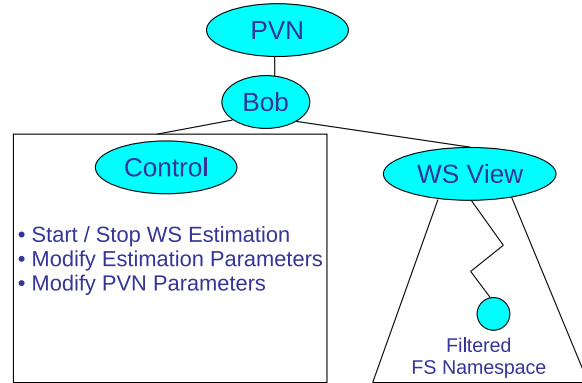 PVN
Bob
Control
WS View
• Start / Stop WS Estimation
• Modify Estimation Parameters
• Modify PVN Parameters
Filtered
FS Namespace